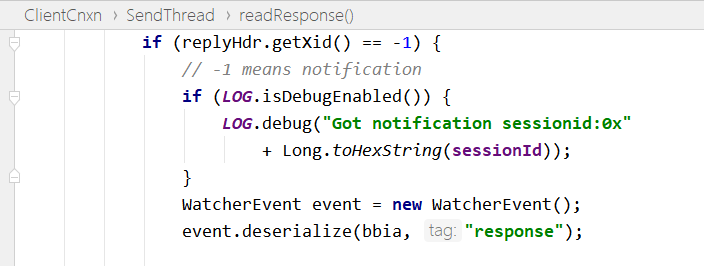 ClientCnxn > SendThread > readResponse()
if (replyHdr.getXid() == -1) {
// -1 means notification
if (LOG.isDebugEnabled()) {
LOG.debug("Got notification sessionid:0x"
+ Long.toHexString(sessionId));
}
WatcherEvent event = new WatcherEvent();
event.deserialize(bbia, tag: "response");